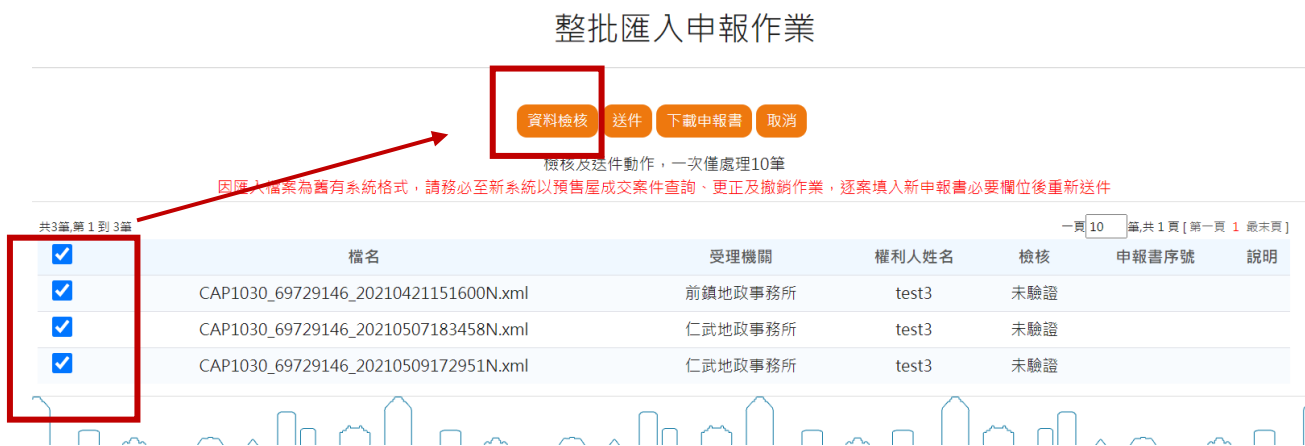 整批匯入申報作業
資料檢核 送件 下載申報書 取消
檢核及送件動作，一次僅處理10筆
因匯入檔案為舊有系統格式，請務必至新系統以預售屋成交案件查詢、更正及撤銷作業，逐案填入新申報書必要欄位後重新送件
共3筆,第 1 到 3筆 一頁 10 筆,共 1 頁 [ 第一頁 1 最末頁 ]
檔名 受理機關 權利人姓名 檢核 申報書序號 說明
CAP1030_69729146_20210421151600N.xml 前鎮地政事務所 test3 未驗證
CAP1030_69729146_20210507183458N.xml 仁武地政事務所 test3 未驗證
CAP1030_69729146_20210509172951N.xml 仁武地政事務所 test3 未驗證